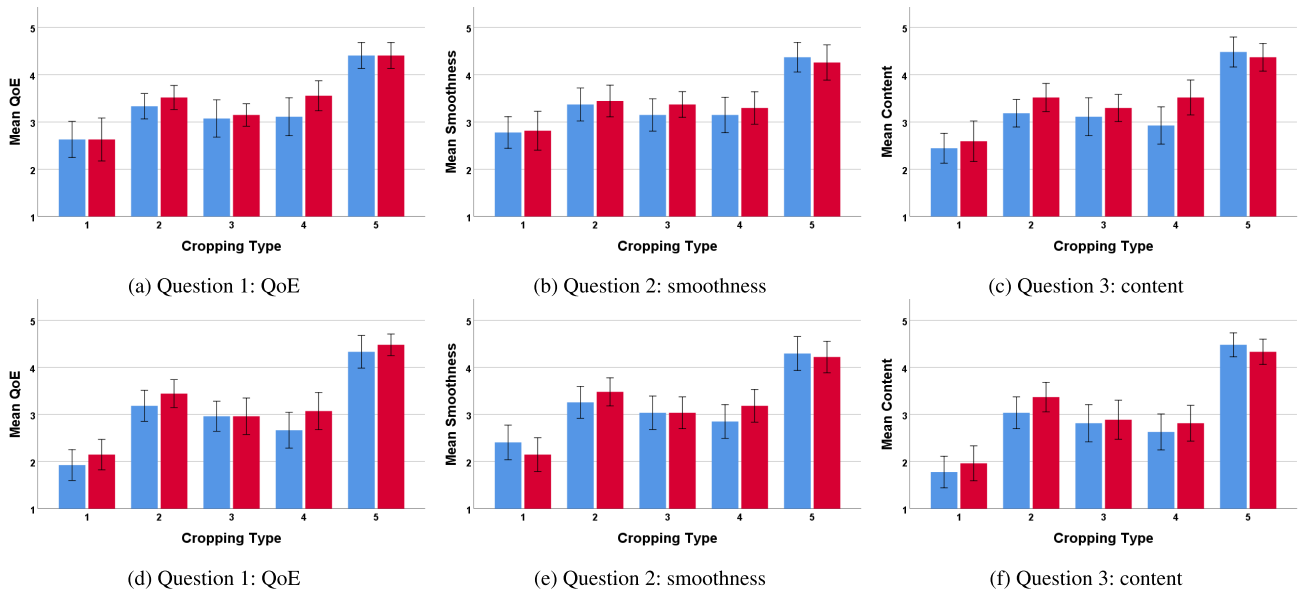 Mean QoE
5
4
3
2
1
1 2 3 4 5
Cropping Type
(a) Question 1: QoE
Mean Smoothness
5
4
3
2
1
1 2 3 4 5
Cropping Type
(b) Question 2: smoothness
Mean Content
5
4
3
2
1
1 2 3 4 5
Cropping Type
(c) Question 3: content
Mean QoE
5
4
3
2
1
1 2 3 4 5
Cropping Type
(d) Question 1: QoE
Mean Smoothness
5
4
3
2
1
1 2 3 4 5
Cropping Type
(e) Question 2: smoothness
Mean Content
5
4
3
2
1
1 2 3 4 5
Cropping Type
(f) Question 3: content